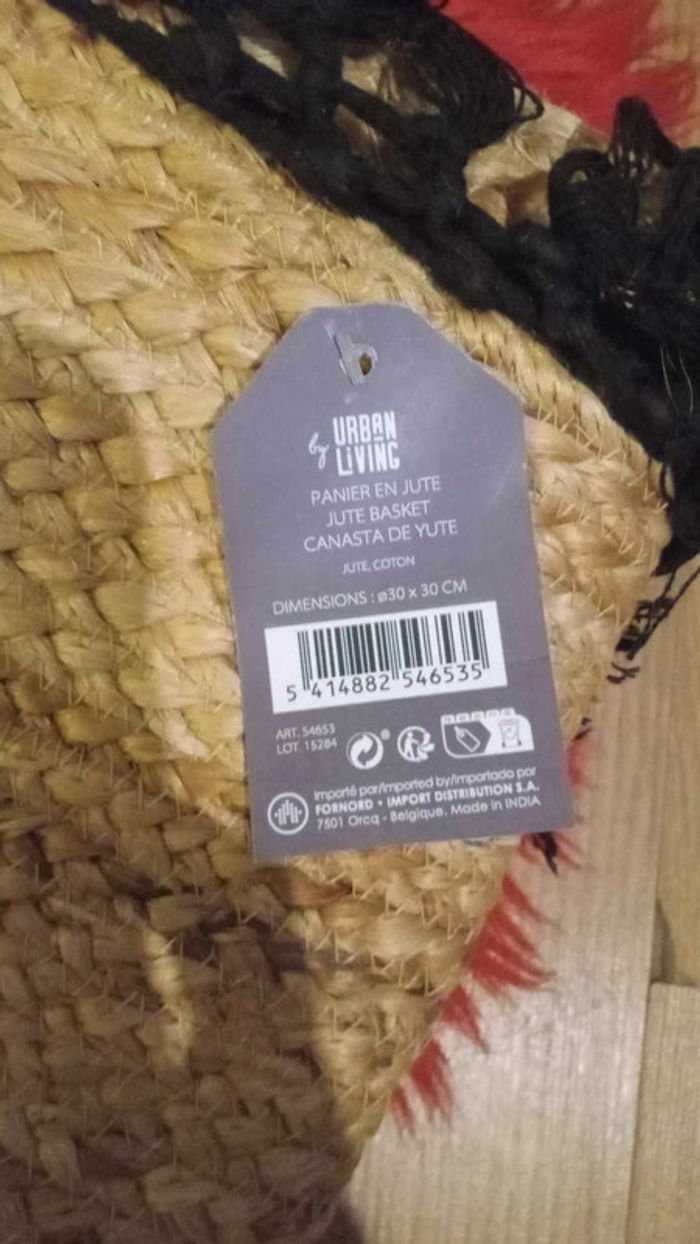 by URBAN
LiVING
PANIER EN JUTE
JUTE BASKET
CANASTA DE YUTE
JUTE, COTON
DIMENSIONS : ø30 x 30 CM
5 414882 546535
ART. 54653
LOT. 15284
Importé par/imported by/importado por
FORNORD • IMPORT DISTRIBUTION S.A.
7501 Orcq - Belgique. Made in INDIA